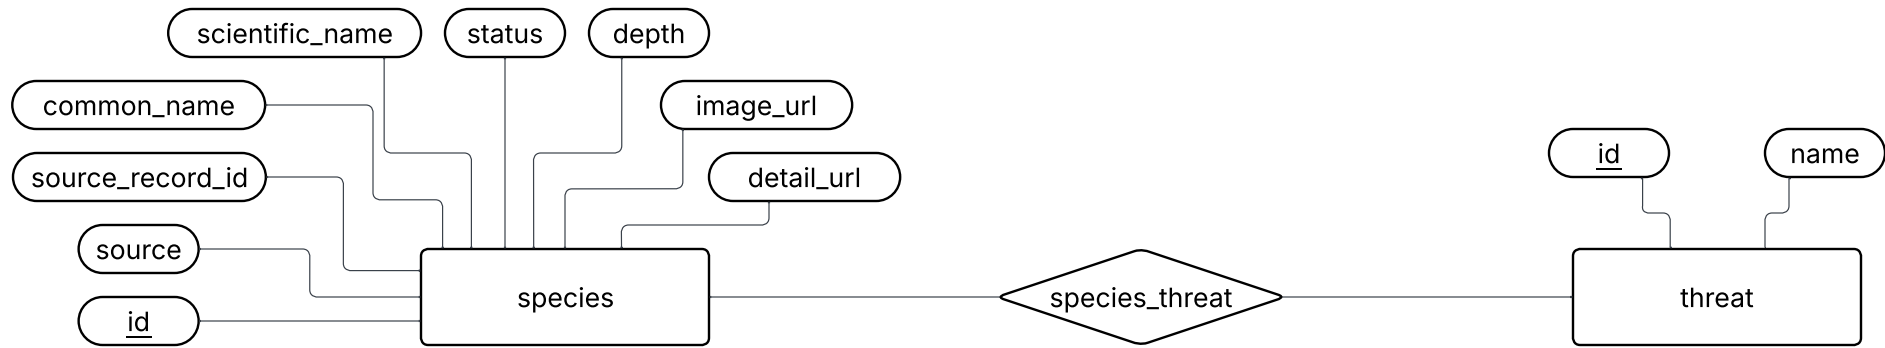 scientific_name
status
depth
common_name
image_url
id
name
source_record_id
detail_url
source
species
species_threat
threat
id